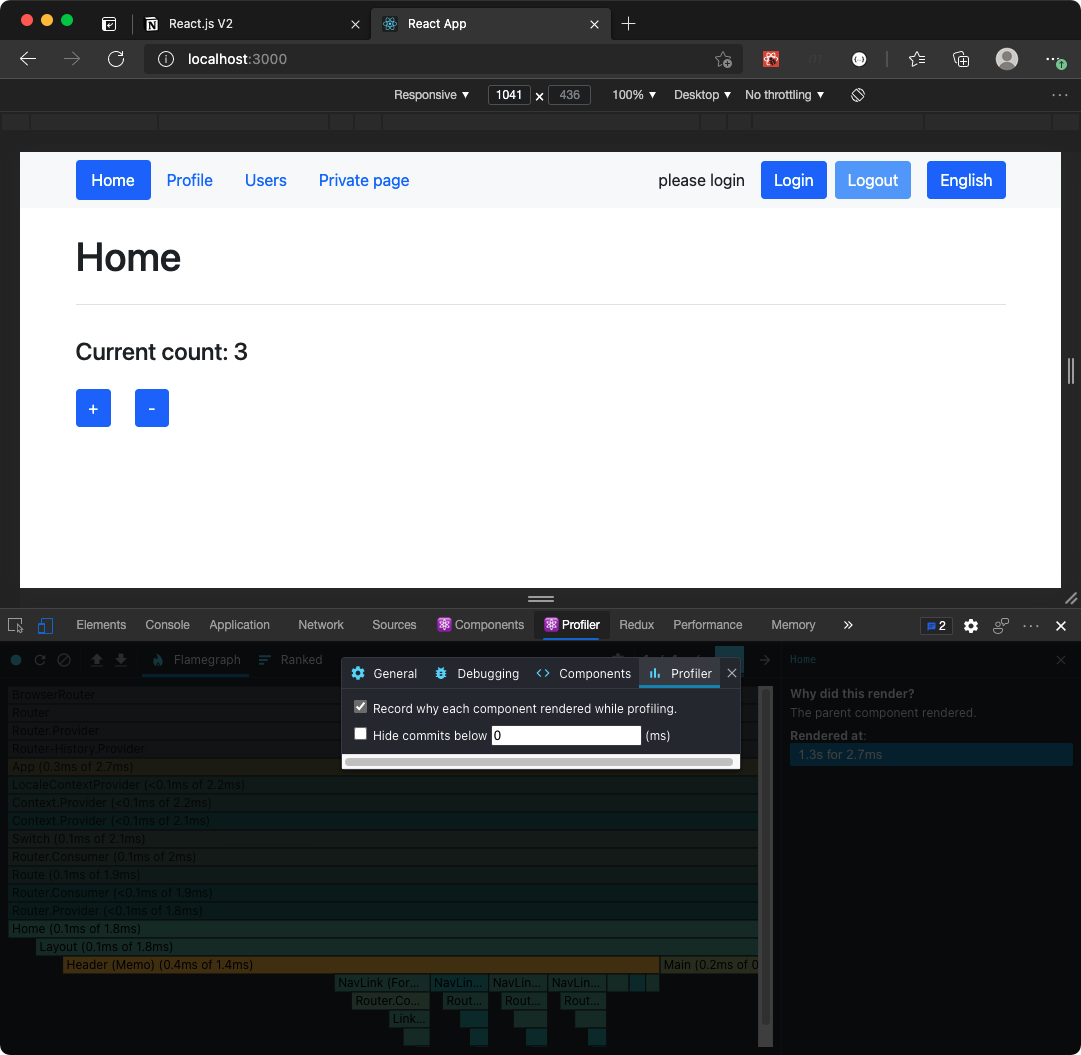 React.js V2
React App
localhost:3000
Responsive 1041 x 436 100% Desktop No throttling
Home Profile Users Private page please login Login Logout English
Home
Current count: 3
+ -
Elements Console Application Network Sources Components Profiler Redux Performance Memory » 2
Flamegraph Ranked
General Debugging Components Profiler
Record why each component rendered while profiling.
Hide commits below 0 (ms)
Home
Why did this render?
The parent component rendered.
Rendered at:
1.3s for 2.7ms
BrowserRouter
Router
Router.Provider
Router-History.Provider
App (0.3ms of 2.7ms)
LocaleContextProvider (<0.1ms of 2.2ms)
Context.Provider (<0.1ms of 2.2ms)
Context.Provider (<0.1ms of 2.1ms)
Switch (0.1ms of 2.1ms)
Router.Consumer (0.1ms of 2ms)
Route (0.1ms of 1.9ms)
Router.Consumer (<0.1ms of 1.9ms)
Router.Provider (<0.1ms of 1.8ms)
Home (0.1ms of 1.8ms)
Layout (0.1ms of 1.8ms)
Header (Memo) (0.4ms of 1.4ms) Main (0.2ms of 0
NavLink (For... NavLin... NavLin... NavLin...
Router.Co... Rout... Rout... Rout...
Link...